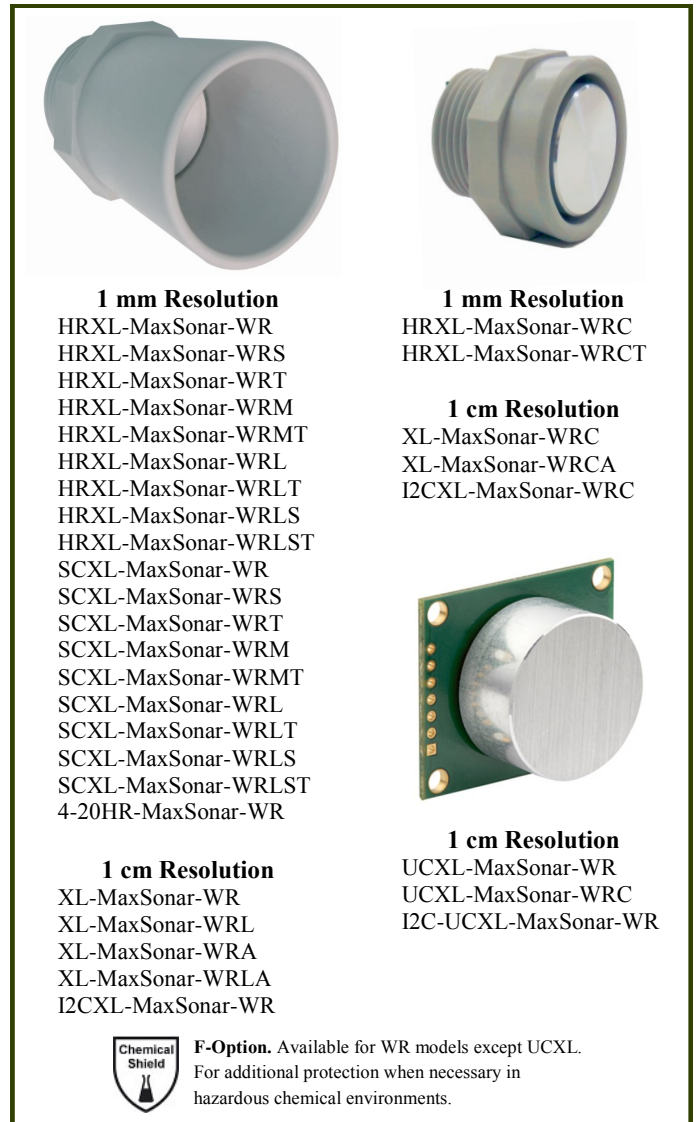 1 mm Resolution
HRXL-MaxSonar-WR
HRXL-MaxSonar-WRS
HRXL-MaxSonar-WRT
HRXL-MaxSonar-WRM
HRXL-MaxSonar-WRMT
HRXL-MaxSonar-WRL
HRXL-MaxSonar-WRLT
HRXL-MaxSonar-WRLS
HRXL-MaxSonar-WRLST
SCXL-MaxSonar-WR
SCXL-MaxSonar-WRS
SCXL-MaxSonar-WRT
SCXL-MaxSonar-WRM
SCXL-MaxSonar-WRMT
SCXL-MaxSonar-WRL
SCXL-MaxSonar-WRLT
SCXL-MaxSonar-WRLS
SCXL-MaxSonar-WRLST
4-20HR-MaxSonar-WR
1 cm Resolution
XL-MaxSonar-WR
XL-MaxSonar-WRL
XL-MaxSonar-WRA
XL-MaxSonar-WRLA
I2CXL-MaxSonar-WR
1 mm Resolution
HRXL-MaxSonar-WRC
HRXL-MaxSonar-WRCT
1 cm Resolution
XL-MaxSonar-WRC
XL-MaxSonar-WRCA
I2CXL-MaxSonar-WRC
1 cm Resolution
UCXL-MaxSonar-WR
UCXL-MaxSonar-WRC
I2C-UCXL-MaxSonar-WR
Chemical
Shield
F-Option. Available for WR models except UCXL.
For additional protection when necessary in
hazardous chemical environments.